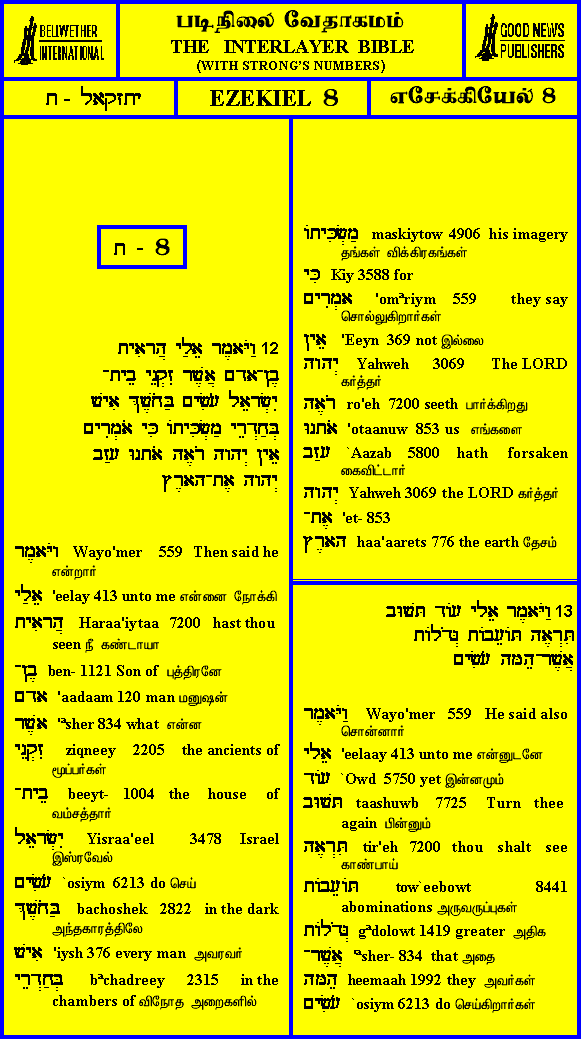 BELLWETHER
INTERNATIONAL
படிநிலை வேதாகமம்
THE INTERLAYER BIBLE
(WITH STRONG'S NUMBERS)
GOOD NEWS
PUBLISHERS
יחזקאל - ח
EZEKIEL 8
எசேக்கியேல் 8
ח - 8
12 וַיֹּאמֶר אֵלַי הֲרָאִיתָ
בֶן־אָדָם אֲשֶׁר זִקְנֵי בֵית־
יִשְׂרָאֵל עֹשִׂים בַּחֹשֶׁךְ אִישׁ
בְּחַדְרֵי מַשְׂכִּיתוֹ כִּי אֹמְרִים
אֵין יְהוָה רֹאֶה אֹתָנוּ עָזַב
יְהוָה אֶת־הָאָרֶץ
וַיֹּאמֶר Wayo'mer 559 Then said he
என்றார்
אֵלַי 'eelay 413 unto me என்னை நோக்கி
הֲרָאִיתָ Haraa'iytaa 7200 hast thou
seen நீ கண்டாயா
בֶן־ ben- 1121 Son of புத்திரனே
אָדָם 'aadaam 120 man மனுஷன்
אֲשֶׁר 'ªsher 834 what என்ன
זִקְנֵי ziqneey 2205 the ancients of
மூப்பர்கள்
בֵית־ beeyt- 1004 the house of
வம்சத்தார்
יִשְׂרָאֵל Yisraa'eel 3478 Israel
இஸ்ரவேல்
עֹשִׂים `osiym 6213 do செய்
בַּחֹשֶׁךְ bachoshek 2822 in the dark
அந்தகாரத்திலே
אִישׁ 'iysh 376 every man அவரவர்
בְּחַדְרֵי bªchadreey 2315 in the
chambers of விநோத அறைகளில்
מַשְׂכִּיתוֹ maskiytow 4906 his imagery
தங்கள் விக்கிரகங்கள்
כִּי Kiy 3588 for
אֹמְרִים 'omªriym 559 they say
சொல்லுகிறார்கள்
אֵין 'Eeyn 369 not இல்லை
יְהוָה Yahweh 3069 The LORD
கர்த்தர்
רֹאֶה ro'eh 7200 seeth பார்க்கிறது
אֹתָנוּ 'otaanuw 853 us எங்களை
עָזַב `Aazab 5800 hath forsaken
கைவிட்டார்
יְהוָה Yahweh 3069 the LORD கர்த்தர்
אֶת־ 'et- 853
הָאָרֶץ haa'aarets 776 the earth தேசம்
13 וַיֹּאמֶר אֵלַי עוֹד תָּשׁוּב
תִּרְאֶה תּוֹעֵבוֹת גְּדֹלוֹת
אֲשֶׁר־הֵמָּה עֹשִׂים
וַיֹּאמֶר Wayo'mer 559 He said also
சொன்னார்
אֵלַי 'eelaay 413 unto me என்னுடனே
עוֹד `Owd 5750 yet இன்னமும்
תָּשׁוּב taashuwb 7725 Turn thee
again பின்னும்
תִּרְאֶה tir'eh 7200 thou shalt see
காண்பாய்
תּוֹעֵבוֹת tow`eebowt 8441
abominations அருவருப்புகள்
גְּדֹלוֹת gªdolowt 1419 greater அதிக
אֲשֶׁר־ ªsher- 834 that அதை
הֵמָּה heemaah 1992 they அவர்கள்
עֹשִׂים `osiym 6213 do செய்கிறார்கள்